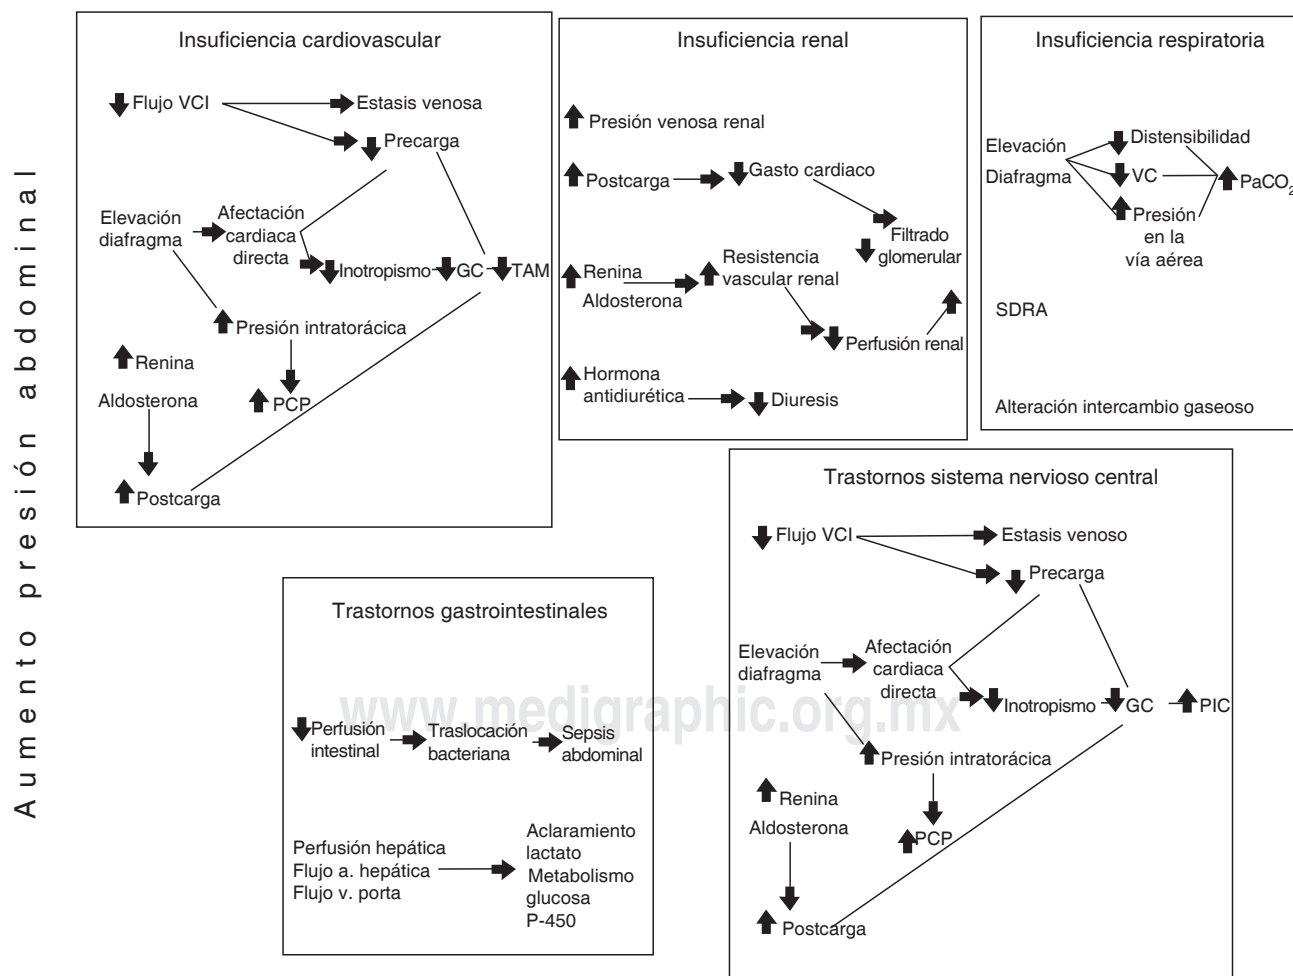 Aumento presión abdominal
Insuficiencia cardiovascular
Flujo VCI
Estasis venosa
Precarga
Elevación
diafragma
Afectación
cardiaca
directa
Inotropismo
GC
TAM
Presión intratorácica
Renina
Aldosterona
PCP
Postcarga
Insuficiencia renal
Presión venosa renal
Postcarga
Gasto cardiaco
Filtrado
glomerular
Renina
Aldosterona
Resistencia
vascular renal
Perfusión renal
Hormona
antidiurética
Diuresis
Insuficiencia respiratoria
Elevación
Diafragma
Distensibilidad
VC
Presión
en la
vía aérea
PaCO₂
SDRA
Alteración intercambio gaseoso
Trastornos gastrointestinales
Perfusión
intestinal
Traslocación
bacteriana
Sepsis
abdominal
Perfusión hepática
Flujo a. hepática
Flujo v. porta
Aclaramiento
lactato
Metabolismo
glucosa
P-450
Trastornos sistema nervioso central
Flujo VCI
Estasis venoso
Precarga
Elevación
diafragma
Afectación
cardiaca
directa
Inotropismo
GC
PIC
Presión intratorácica
Renina
Aldosterona
PCP
Postcarga
www.medigraphic.org.mx